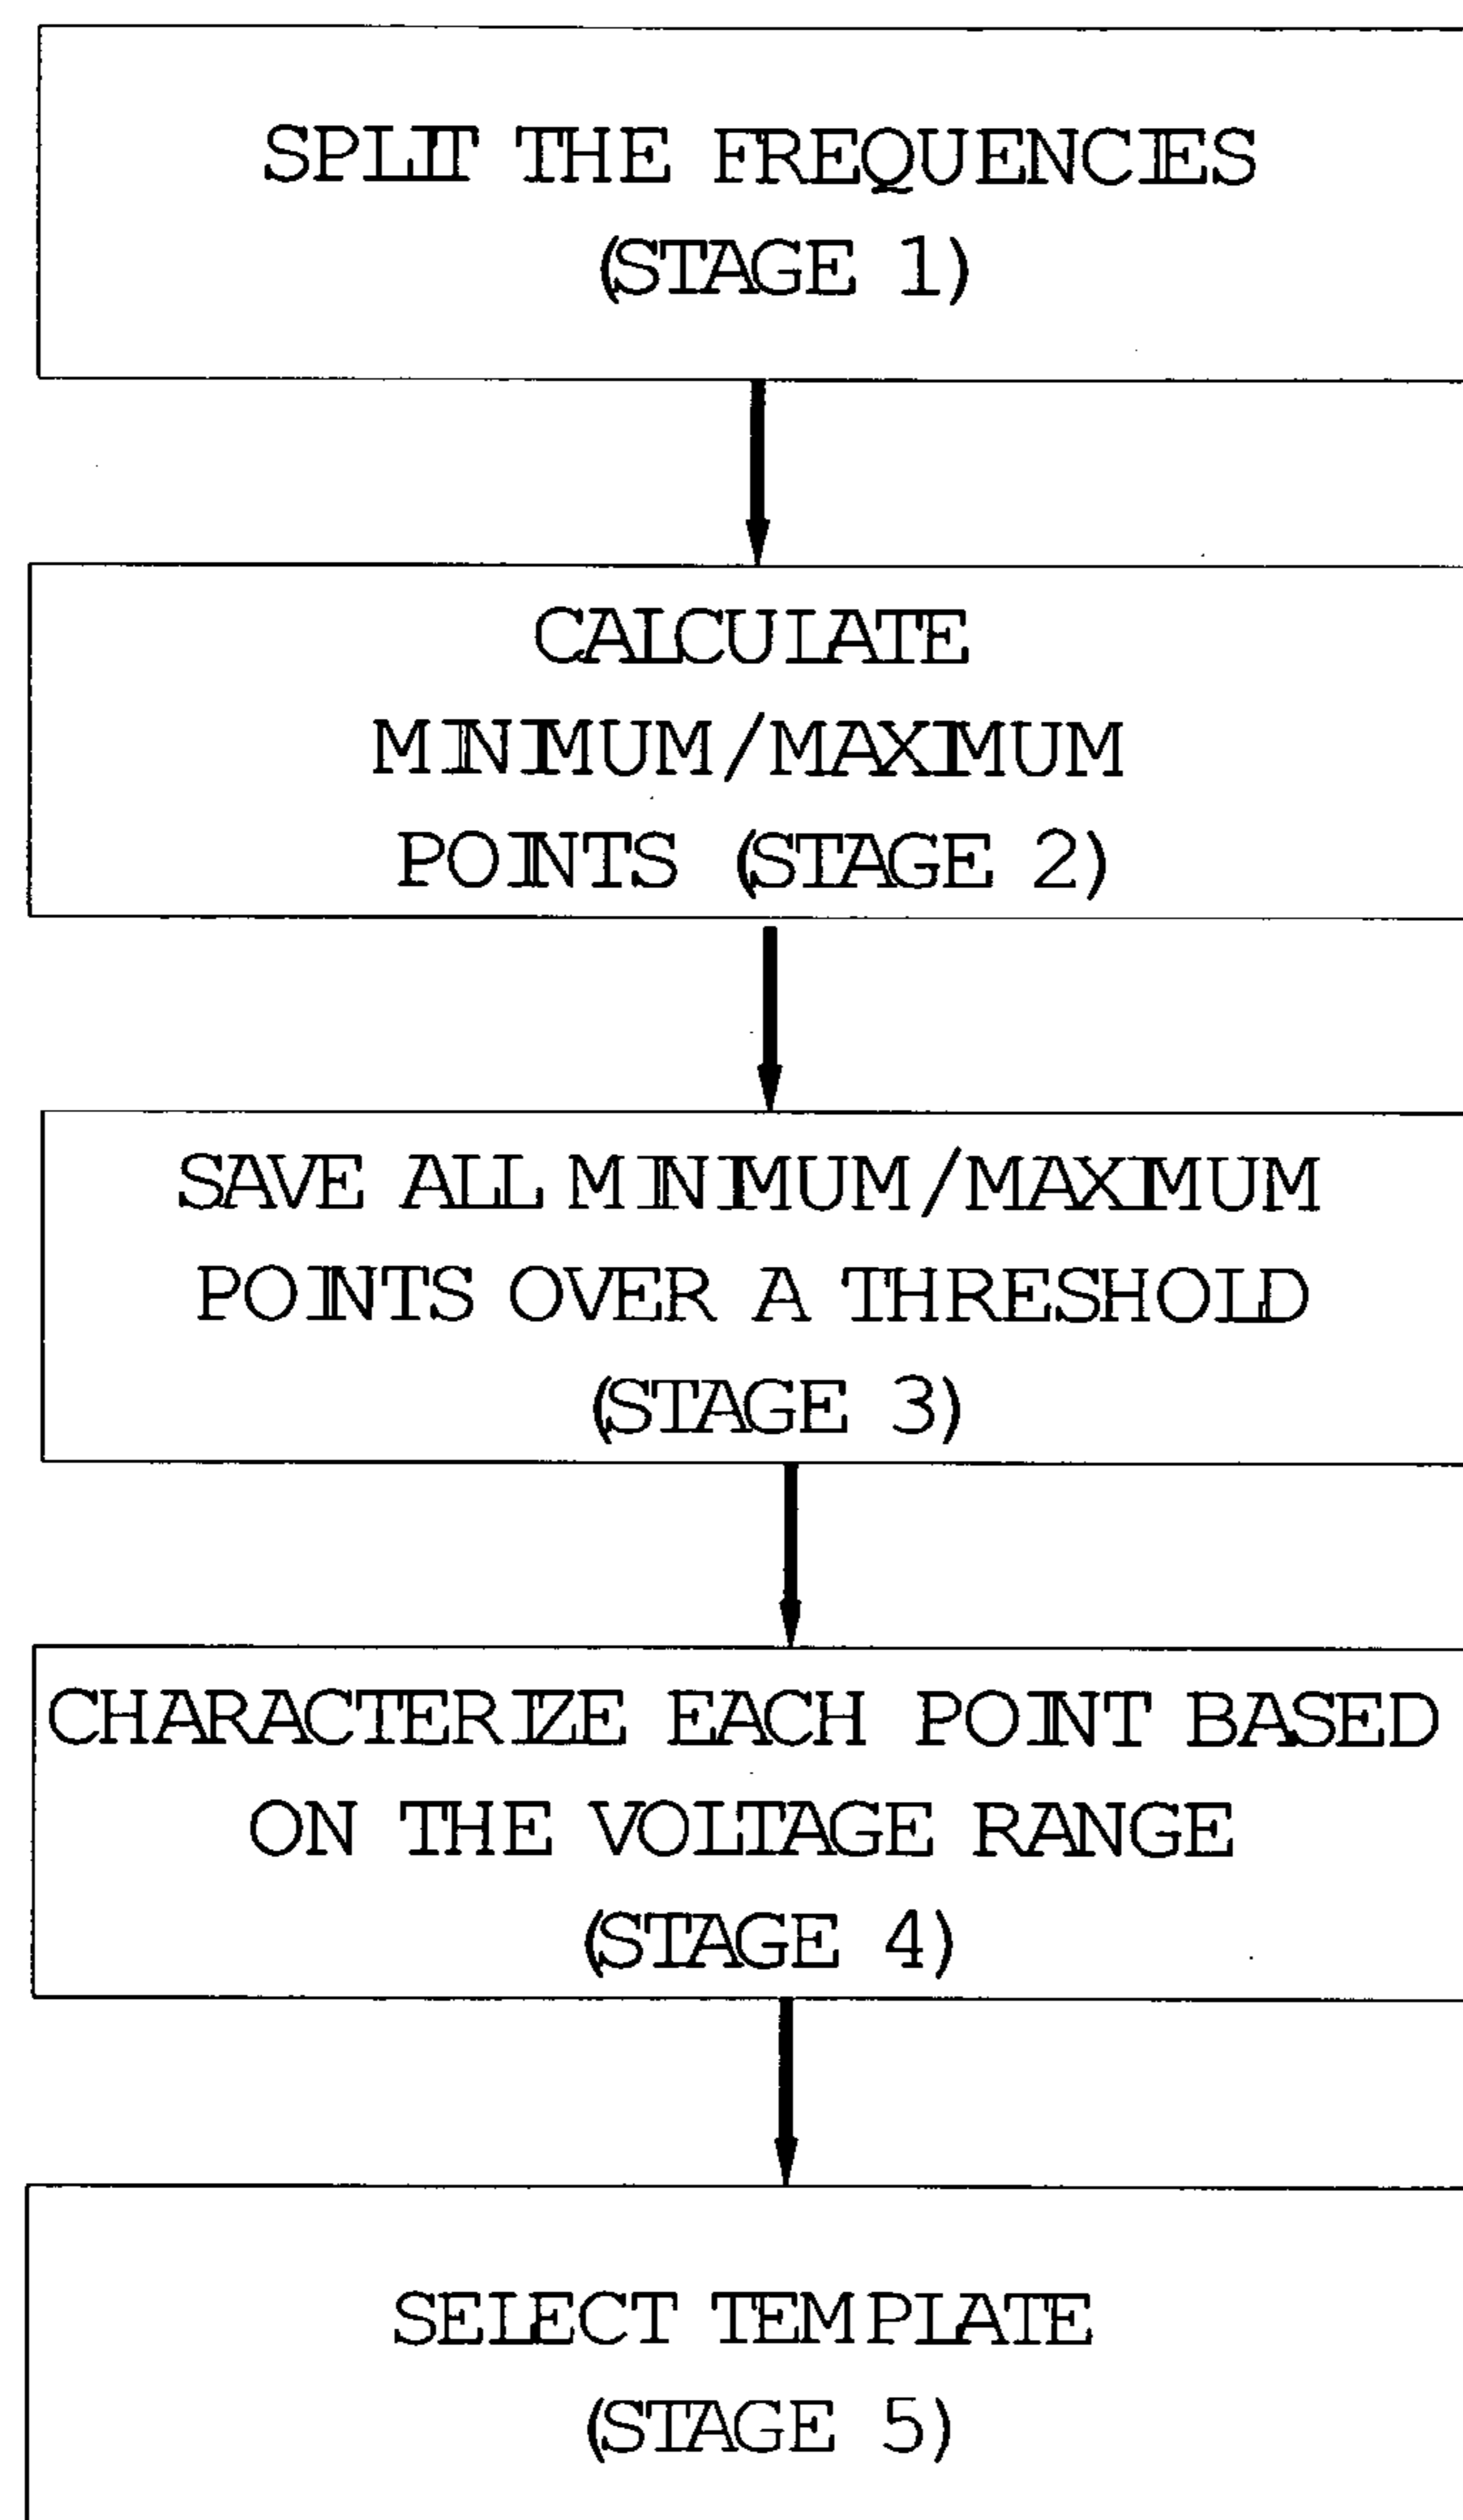 SPLIT THE FREQUENCIES
(STAGE 1)
CALCULATE
MINIMUM/MAXIMUM
POINTS (STAGE 2)
SAVE ALL MINIMUM/MAXIMUM
POINTS OVER A THRESHOLD
(STAGE 3)
CHARACTERIZE EACH POINT BASED
ON THE VOLTAGE RANGE
(STAGE 4)
SELECT TEMPLATE
(STAGE 5)